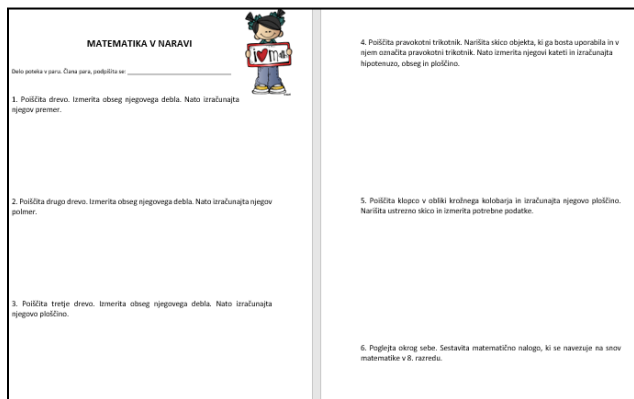 MATEMATIKA V NARAVI
i ♥ math
Delo poteka v paru. Člana para, podpišita se:
1. Poiščita drevo. Izmerita obseg njegovega debla. Nato izračunajta
njegov premer.
2. Poiščita drugo drevo. Izmerita obseg njegovega debla. Nato izračunajta njegov
polmer.
3. Poiščita tretje drevo. Izmerita obseg njegovega debla. Nato izračunajta
njegovo ploščino.
4. Poiščita pravokotni trikotnik. Narišita skico objekta, ki ga bosta uporabila in v
njem označita pravokotni trikotnik. Nato izmerita njegovi kateti in izračunajta
hipotenuzo, obseg in ploščino.
5. Poiščita klopco v obliki krožnega kolobarja in izračunajta njegovo ploščino.
Narišita ustrezno skico in izmerita potrebne podatke.
6. Poglejta okrog sebe. Sestavita matematično nalogo, ki se navezuje na snov
matematike v 8. razredu.